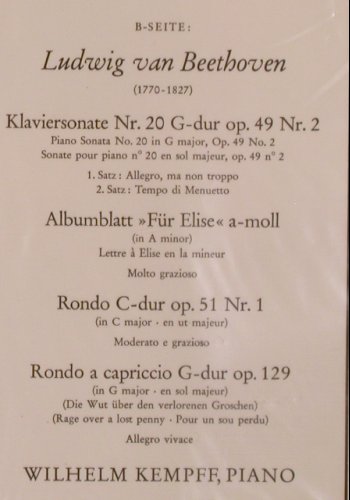 B-SEITE:
Ludwig van Beethoven
(1770-1827)
Klaviersonate Nr. 20 G-dur op. 49 Nr. 2
Piano Sonata No. 20 in G major, Op. 49 No. 2
Sonate pour piano n° 20 en sol majeur, op. 49 n° 2
1. Satz: Allegro, ma non troppo
2. Satz: Tempo di Menuetto
Albumblatt »Für Elise« a-moll
(in A minor)
Lettre à Elise en la mineur
Molto grazioso
Rondo C-dur op. 51 Nr. 1
(in C major · en ut majeur)
Moderato e grazioso
Rondo a capriccio G-dur op. 129
(in G major · en sol majeur)
(Die Wut über den verlorenen Groschen)
(Rage over a lost penny · Pour un sou perdu)
Allegro vivace
WILHELM KEMPFF, PIANO